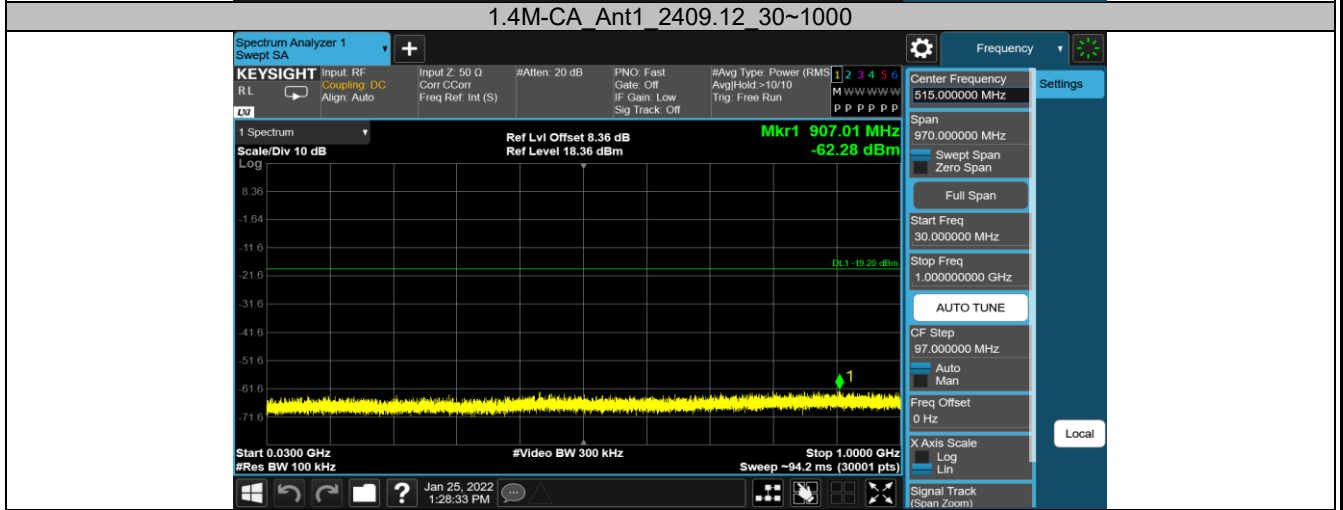 1.4M-CA_Ant1_2409.12_30~1000
Spectrum Analyzer 1
Swept SA
Frequency
KEYSIGHT
RL
LXI
Input: RF
Coupling: DC
Align: Auto
Input Z: 50 Ω
Corr CCorr
Freq Ref: Int (S)
#Atten: 20 dB
PNO: Fast
Gate: Off
IF Gain: Low
Sig Track: Off
#Avg Type: Power (RMS
Avg|Hold:>10/10
Trig: Free Run
1 2 3 4 5 6
M W W W W W
P P P P P P
1 Spectrum
Scale/Div 10 dB
Log
Ref Lvl Offset 8.36 dB
Ref Level 18.36 dBm
Mkr1 907.01 MHz
-62.28 dBm
8.36
-1.64
-11.6
DL1 -19.20 dBm
-21.6
-31.6
-41.6
-51.6
1
-61.6
-71.6
Start 0.0300 GHz
#Res BW 100 kHz
#Video BW 300 kHz
Stop 1.0000 GHz
Sweep ~94.2 ms (30001 pts)
?
Jan 25, 2022
1:28:33 PM
Center Frequency
515.000000 MHz
Span
970.000000 MHz
Swept Span
Zero Span
Full Span
Start Freq
30.000000 MHz
Stop Freq
1.000000000 GHz
AUTO TUNE
CF Step
97.000000 MHz
Auto
Man
Freq Offset
0 Hz
X Axis Scale
Log
Lin
Signal Track
(Span Zoom)
Settings
Local